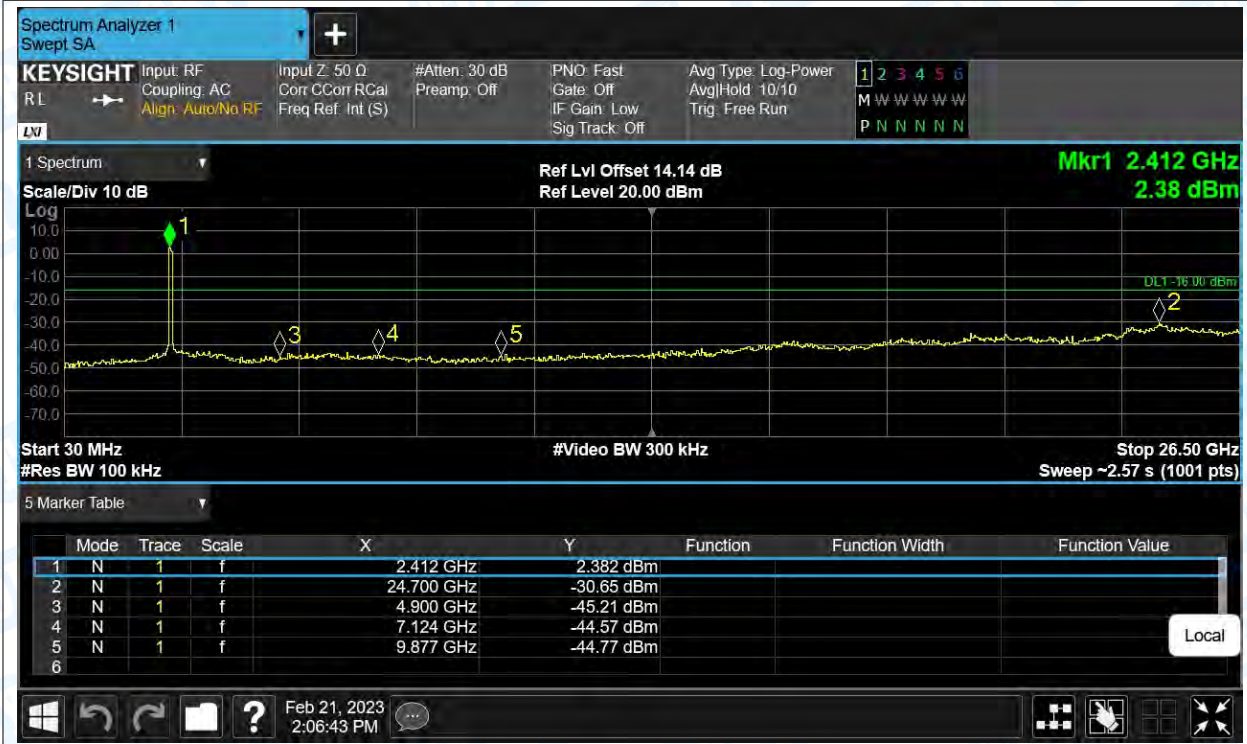 Spectrum Analyzer 1
Swept SA
+
KEYSIGHT
RL
LXI
Input: RF
Coupling: AC
Align: Auto/No RF
Input Z: 50 Ω
Corr CCorr RCal
Freq Ref: Int (S)
#Atten: 30 dB
Preamp: Off
PNO: Fast
Gate: Off
IF Gain: Low
Sig Track: Off
Avg Type: Log-Power
Avg|Hold: 10/10
Trig: Free Run
1 2 3 4 5 6
M W W W W W
P N N N N N
1 Spectrum
Scale/Div 10 dB
Ref Lvl Offset 14.14 dB
Ref Level 20.00 dBm
Mkr1 2.412 GHz
2.38 dBm
Log
10.0
0.00
-10.0
-20.0
-30.0
-40.0
-50.0
-60.0
-70.0
1
DL1 -16.00 dBm
2
3
4
5
Start 30 MHz
#Video BW 300 kHz
Stop 26.50 GHz
#Res BW 100 kHz
Sweep ~2.57 s (1001 pts)
5 Marker Table
Mode Trace Scale X Y Function Function Width Function Value
1 N 1 f 2.412 GHz 2.382 dBm
2 N 1 f 24.700 GHz -30.65 dBm
3 N 1 f 4.900 GHz -45.21 dBm
4 N 1 f 7.124 GHz -44.57 dBm
5 N 1 f 9.877 GHz -44.77 dBm
6
Local
?
Feb 21, 2023
2:06:43 PM